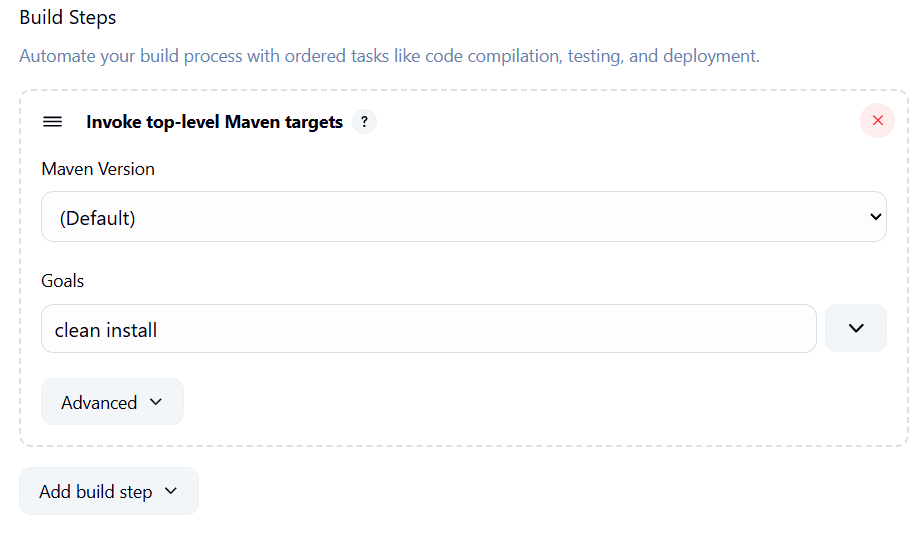 Build Steps
Automate your build process with ordered tasks like code compilation, testing, and deployment.
Invoke top-level Maven targets ?
Maven Version
(Default)
Goals
clean install
Advanced
Add build step